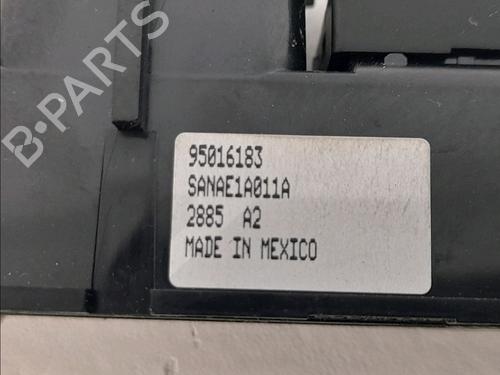 B-PARTS
95016183
SANAE1A011A
2885 A2
MADE IN MEXICO